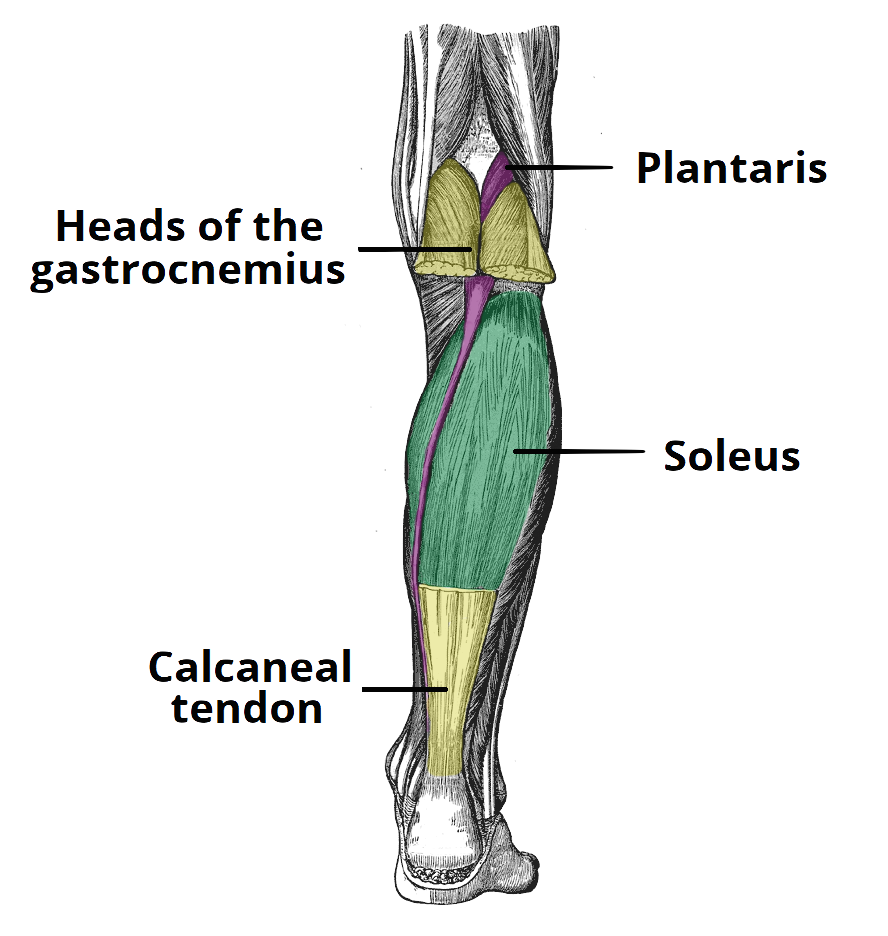 Plantaris
Heads of the
gastrocnemius
Soleus
Calcaneal
tendon